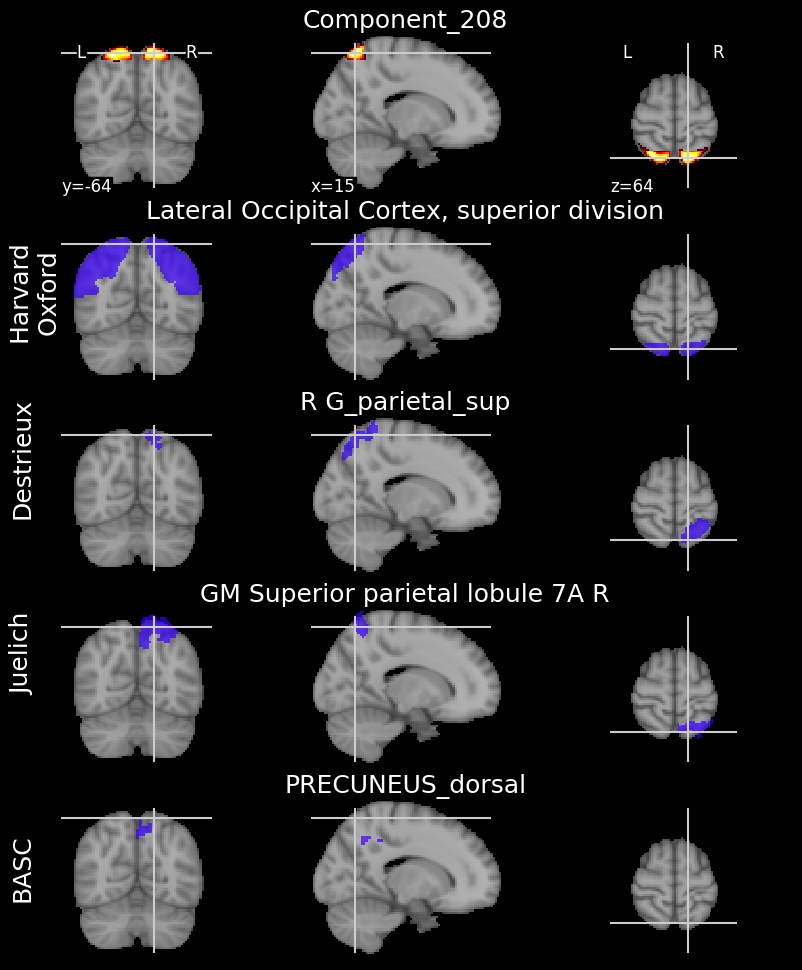 Component_208
L R
L R
y=-64
x=15
z=64
Lateral Occipital Cortex, superior division
Harvard
Oxford
R G_parietal_sup
Destrieux
GM Superior parietal lobule 7A R
Juelich
PRECUNEUS_dorsal
BASC